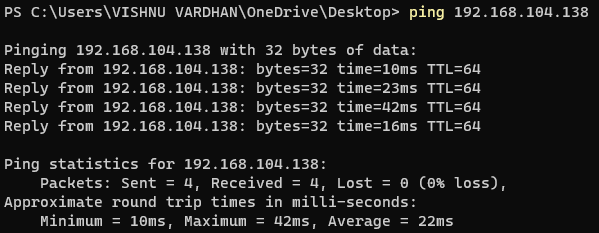 PS C:\Users\VISHNU VARDHAN\OneDrive\Desktop> ping 192.168.104.138
Pinging 192.168.104.138 with 32 bytes of data:
Reply from 192.168.104.138: bytes=32 time=10ms TTL=64
Reply from 192.168.104.138: bytes=32 time=23ms TTL=64
Reply from 192.168.104.138: bytes=32 time=42ms TTL=64
Reply from 192.168.104.138: bytes=32 time=16ms TTL=64
Ping statistics for 192.168.104.138:
    Packets: Sent = 4, Received = 4, Lost = 0 (0% loss),
Approximate round trip times in milli-seconds:
    Minimum = 10ms, Maximum = 42ms, Average = 22ms